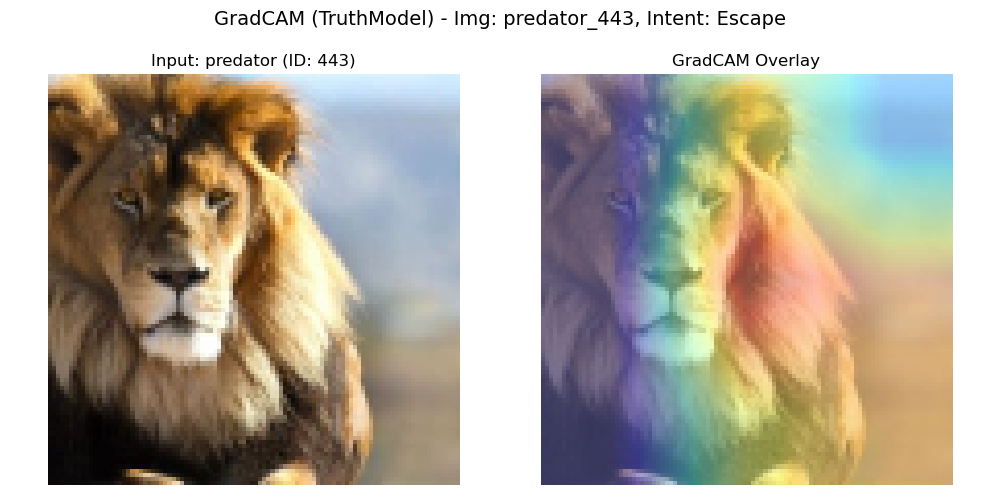 GradCAM (TruthModel) - Img: predator_443, Intent: Escape
Input: predator (ID: 443)
GradCAM Overlay